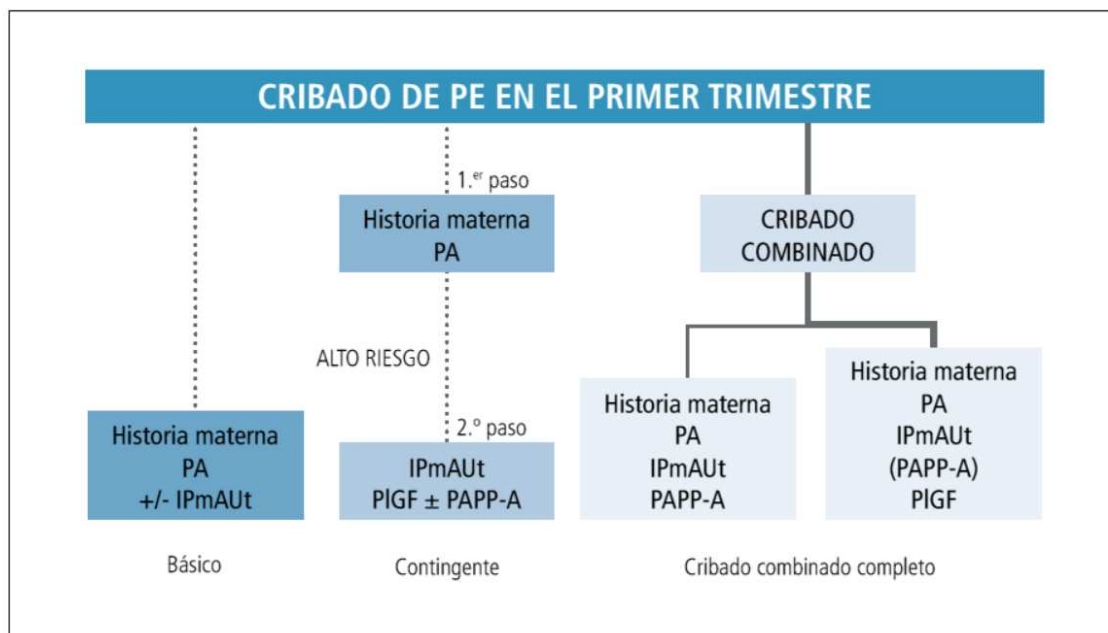 CRIBADO DE PE EN EL PRIMER TRIMESTRE
1.er paso
Historia materna
PA
CRIBADO
COMBINADO
ALTO RIESGO
2.º paso
Historia materna
PA
+/- IPmAUt
IPmAUt
PlGF ± PAPP-A
Historia materna
PA
IPmAUt
PAPP-A
Historia materna
PA
IPmAUt
(PAPP-A)
PlGF
Básico
Contingente
Cribado combinado completo